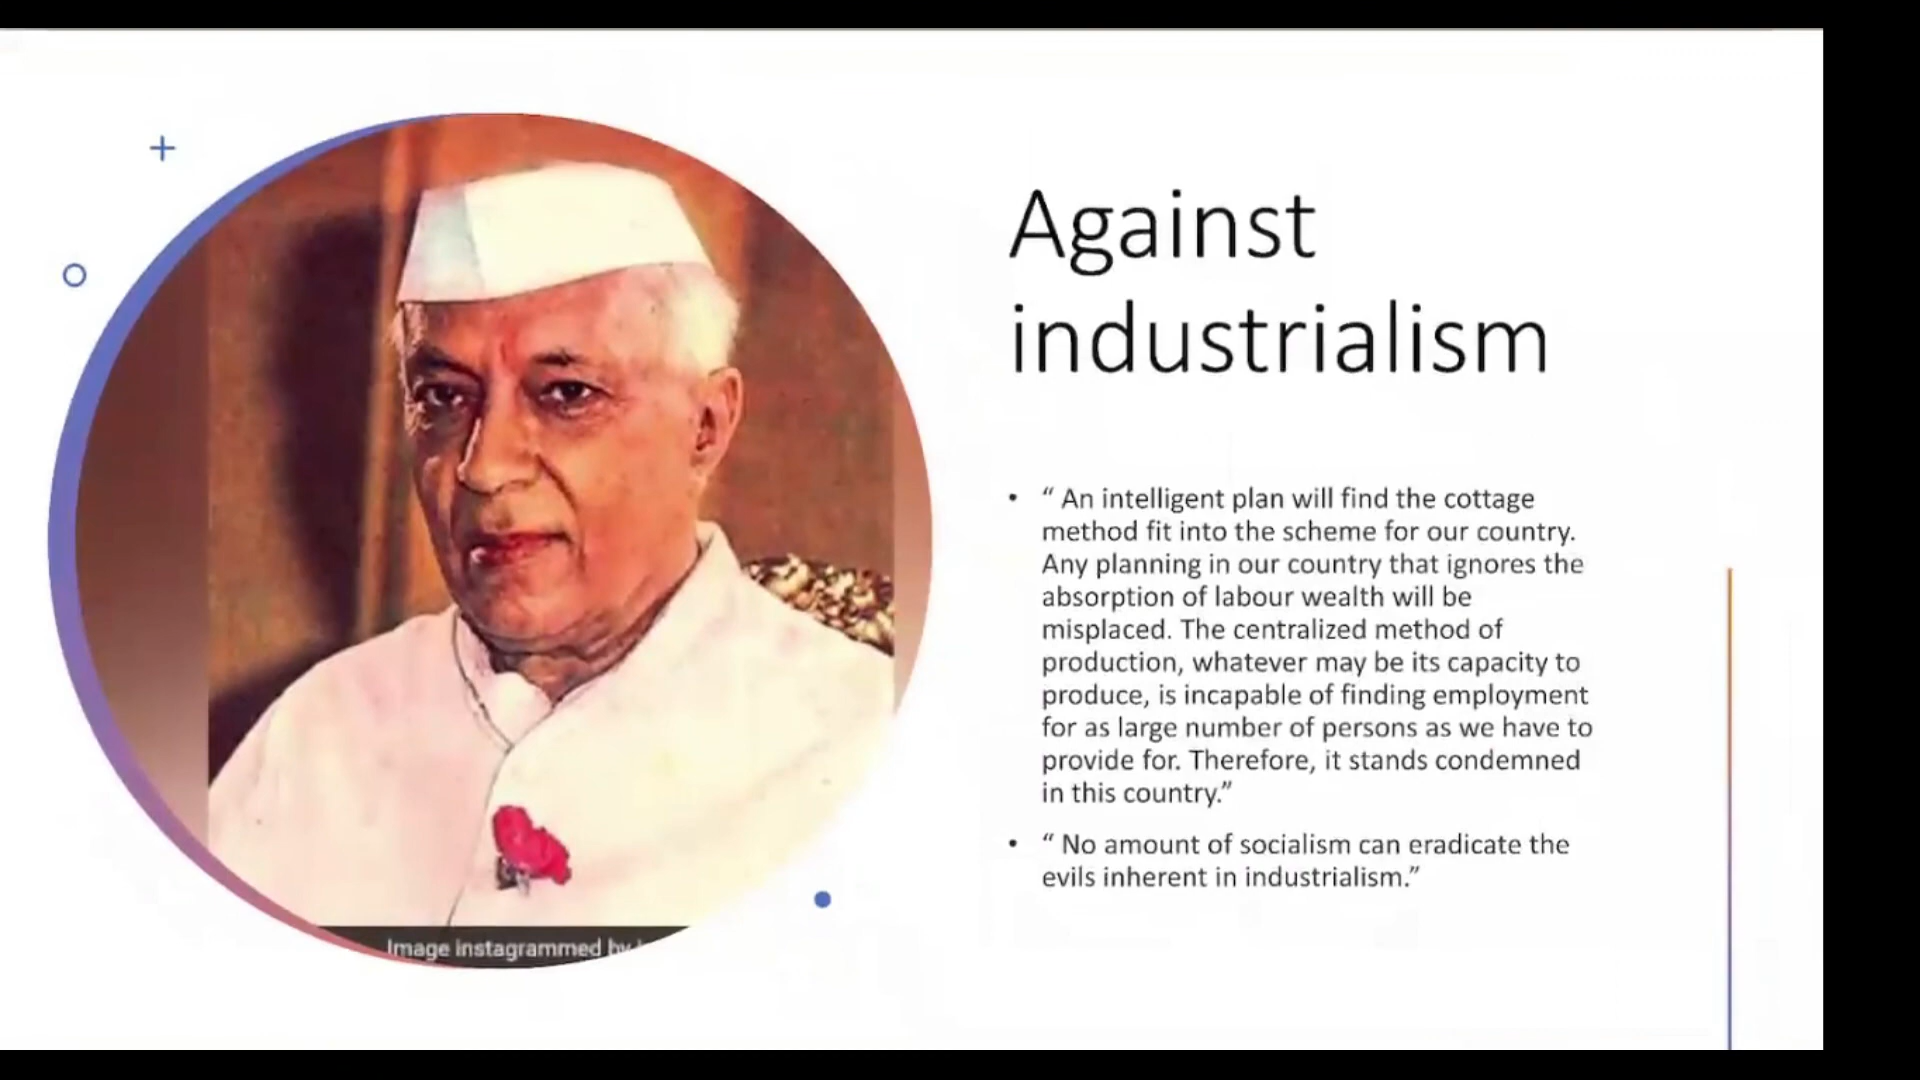 Against
industrialism
• “ An intelligent plan will find the cottage
method fit into the scheme for our country.
Any planning in our country that ignores the
absorption of labour wealth will be
misplaced. The centralized method of
production, whatever may be its capacity to
produce, is incapable of finding employment
for as large number of persons as we have to
provide for. Therefore, it stands condemned
in this country.”
• “ No amount of socialism can eradicate the
evils inherent in industrialism.”
Image instagrammed by